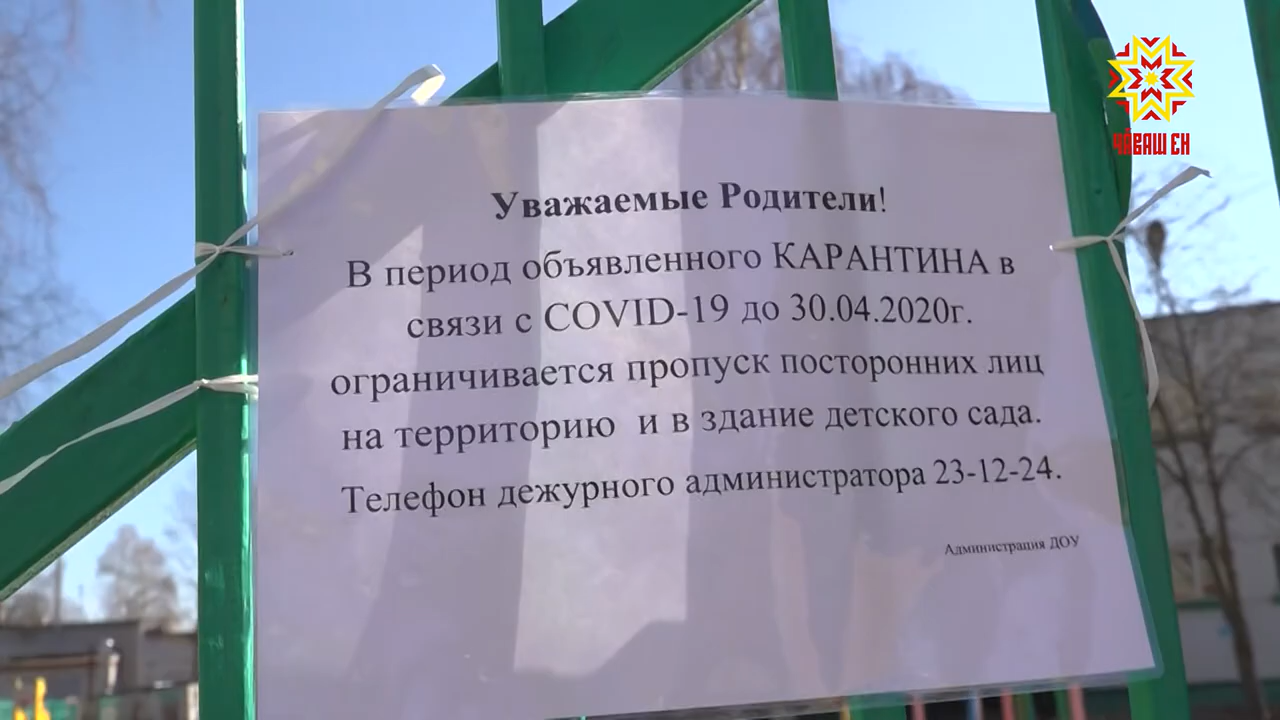 ЧӐВАШ ЕН
Уважаемые Родители!
В период объявленного КАРАНТИНА в
связи с COVID-19 до 30.04.2020г.
ограничивается пропуск посторонних лиц
на территорию и в здание детского сада.
Телефон дежурного администратора 23-12-24.
Администрация ДОУ